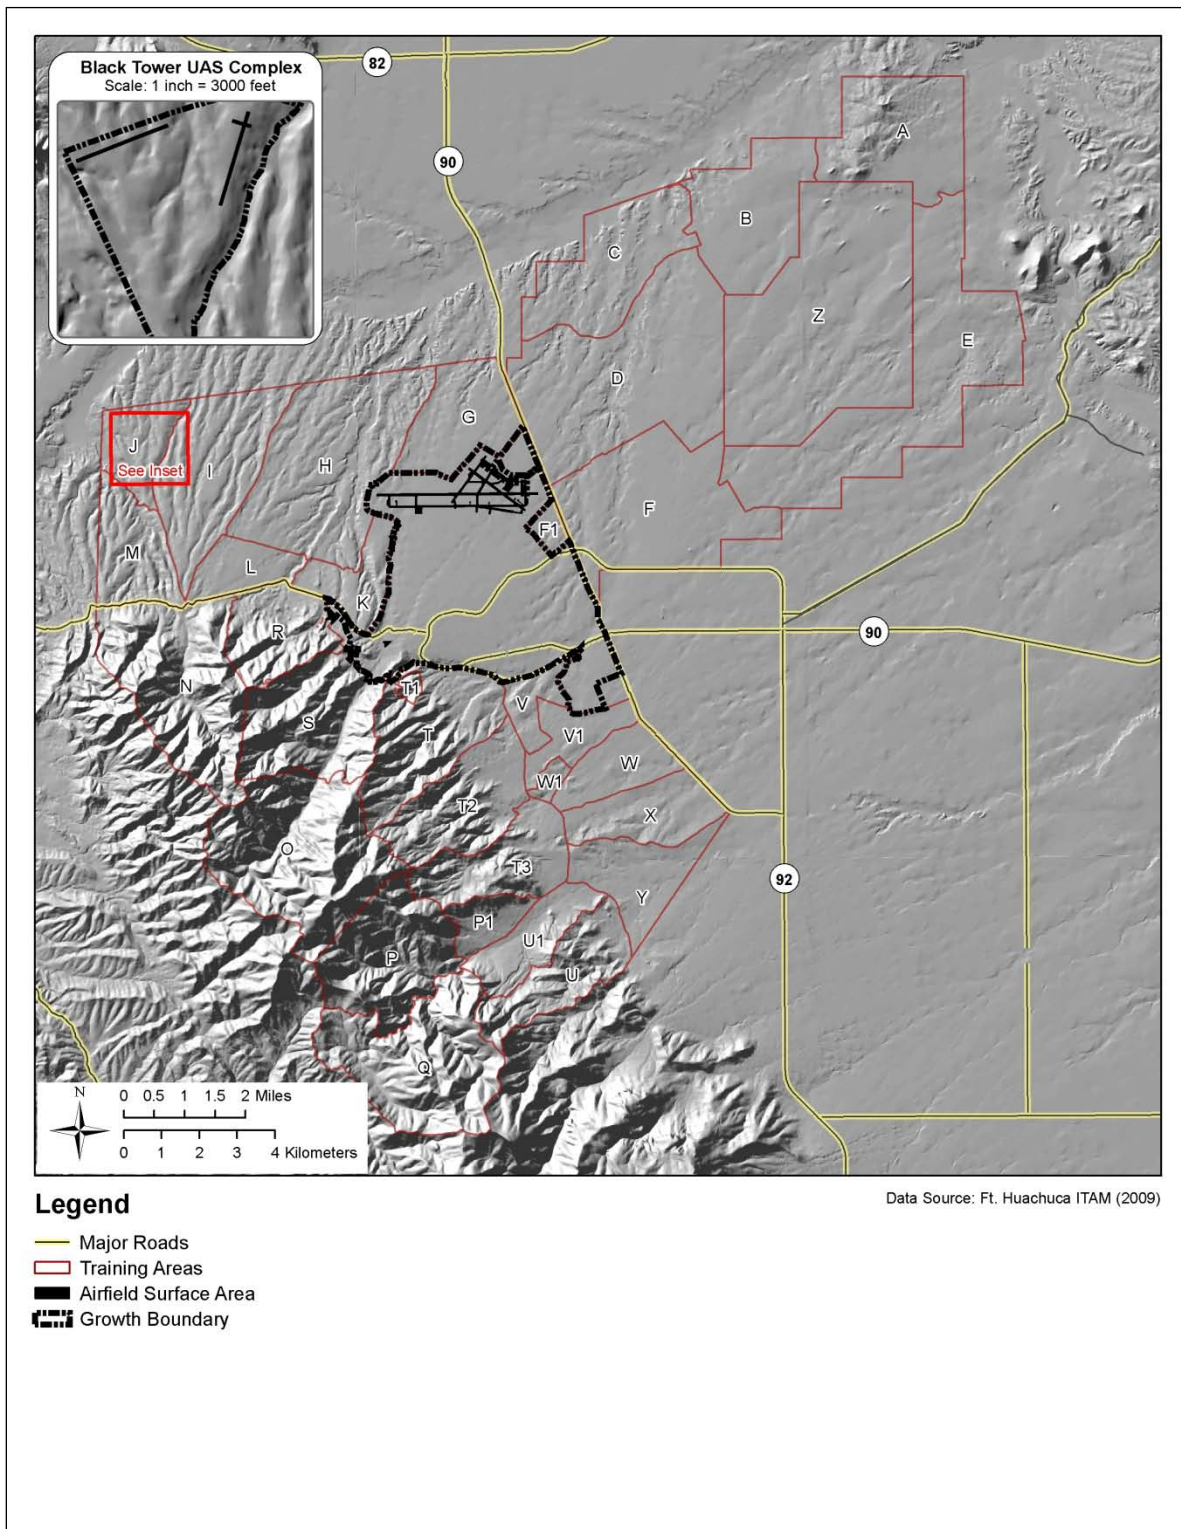 Black Tower UAS Complex
Scale: 1 inch = 3000 feet
82
90
A
B
C
Z
E
D
G
J
See Inset
I
H
F
F1
M
L
K
R
90
N
T1
S
V
T
V1
W
W1
T2
X
O
T3
92
Y
P1
U1
P
U
Q
N
0 0.5 1 1.5 2 Miles
0 1 2 3 4 Kilometers
Legend
Data Source: Ft. Huachuca ITAM (2009)
Major Roads
Training Areas
Airfield Surface Area
Growth Boundary